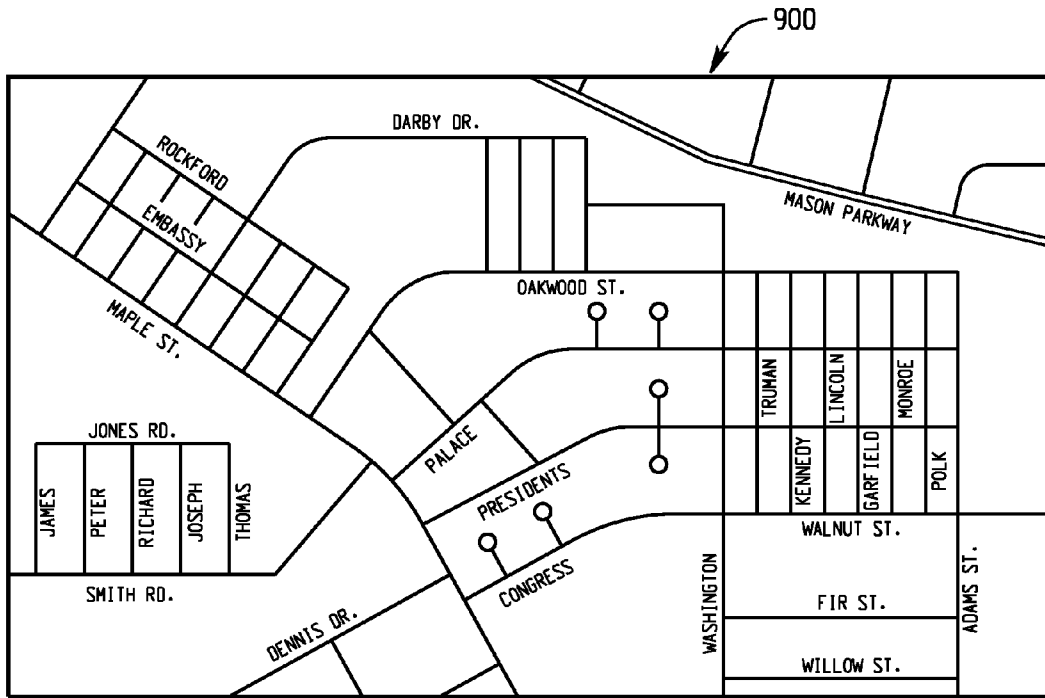 900
DARBY DR.
ROCKFORD
EMBASSY
MASON PARKWAY
OAKWOOD ST.
MAPLE ST.
TRUMAN
LINCOLN
MONROE
JONES RD.
PALACE
KENNEDY
GARFIELD
POLK
JAMES
PETER
RICHARD
JOSEPH
THOMAS
PRESIDENTS
WALNUT ST.
SMITH RD.
CONGRESS
WASHINGTON
ADAMS ST.
FIR ST.
DENNIS DR.
WILLOW ST.